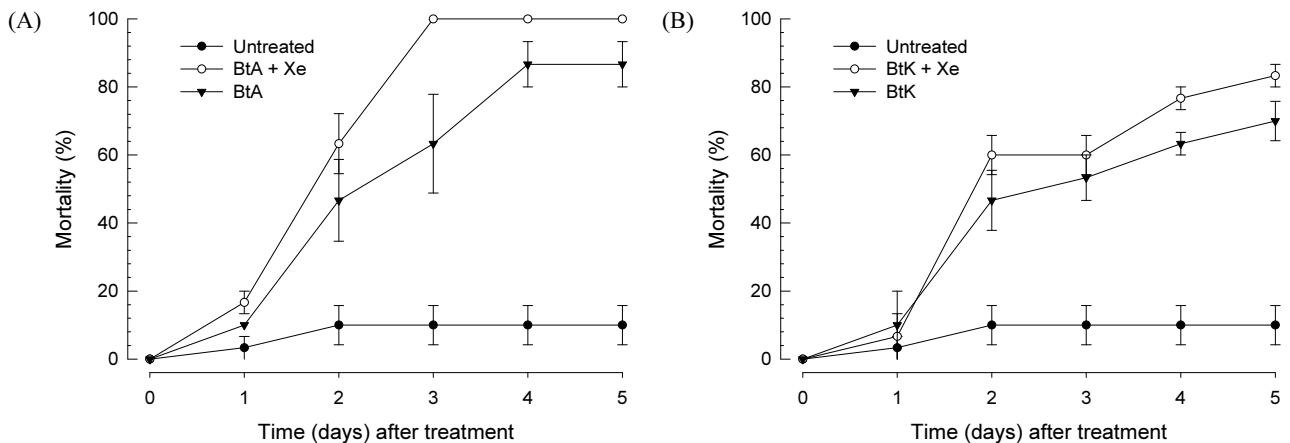 (A)
100
80
60
40
20
0
Mortality (%)
Untreated
BtA + Xe
BtA
0 1 2 3 4 5
Time (days) after treatment
(B)
100
80
60
40
20
0
Mortality (%)
Untreated
BtK + Xe
BtK
0 1 2 3 4 5
Time (days) after treatment